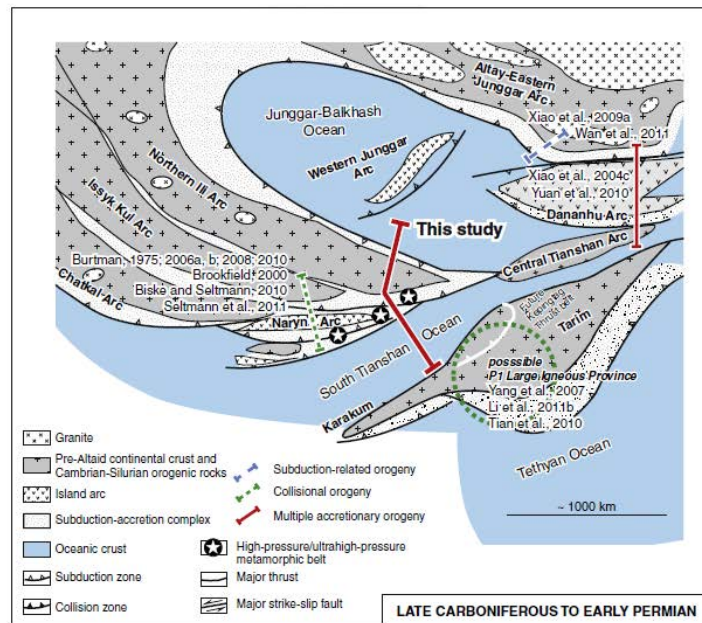 Altay-Eastern
Junggar Arc
Junggar-Balkhash
Ocean
Xiao et al., 2009a
Wan et al., 2011
Western Junggar
Arc
Northern Ili Arc
Xiao et al., 2004c
Yuan et al., 2010
Issyk Kul Arc
Dananhu Arc
This study
Central Tianshan Arc
Burtman, 1975; 2006a, b; 2008; 2010
Brookfield, 2000
Biske and Seltmann, 2010
Seltmann et al., 2011
Chatkal Arc
Naryn Arc
Future
Kepingtag
Thrust belt
Tarim
South Tianshan Ocean
posssible
P1 Large Igneous Province
Yang et al., 2007
Li et al., 2011b
Tian et al., 2010
Karakum
Tethyan Ocean
~ 1000 km
Granite
Pre-Altaid continental crust and
Cambrian-Silurian orogenic rocks
Island arc
Subduction-accretion complex
Oceanic crust
Subduction zone
Collision zone
Subduction-related orogeny
Collisional orogeny
Multiple accretionary orogeny
High-pressure/ultrahigh-pressure
metamorphic belt
Major thrust
Major strike-slip fault
LATE CARBONIFEROUS TO EARLY PERMIAN